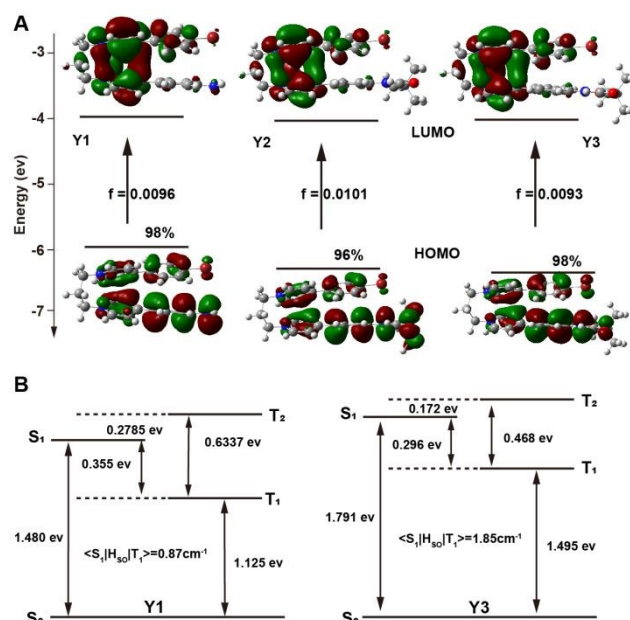 A
-3
-4
-5
-6
-7
Energy (ev)
Y1
Y2
LUMO
Y3
f = 0.0096
f = 0.0101
f = 0.0093
98%
96%
HOMO
98%
B
S₁
T₂
0.2785 ev
0.6337 ev
0.355 ev
T₁
1.480 ev
<S₁|Hₛₒ|T₁>=0.87cm⁻¹
1.125 ev
Y1
T₂
S₁
0.172 ev
0.296 ev
0.468 ev
T₁
1.791 ev
<S₁|Hₛₒ|T₁>=1.85cm⁻¹
1.495 ev
Y3